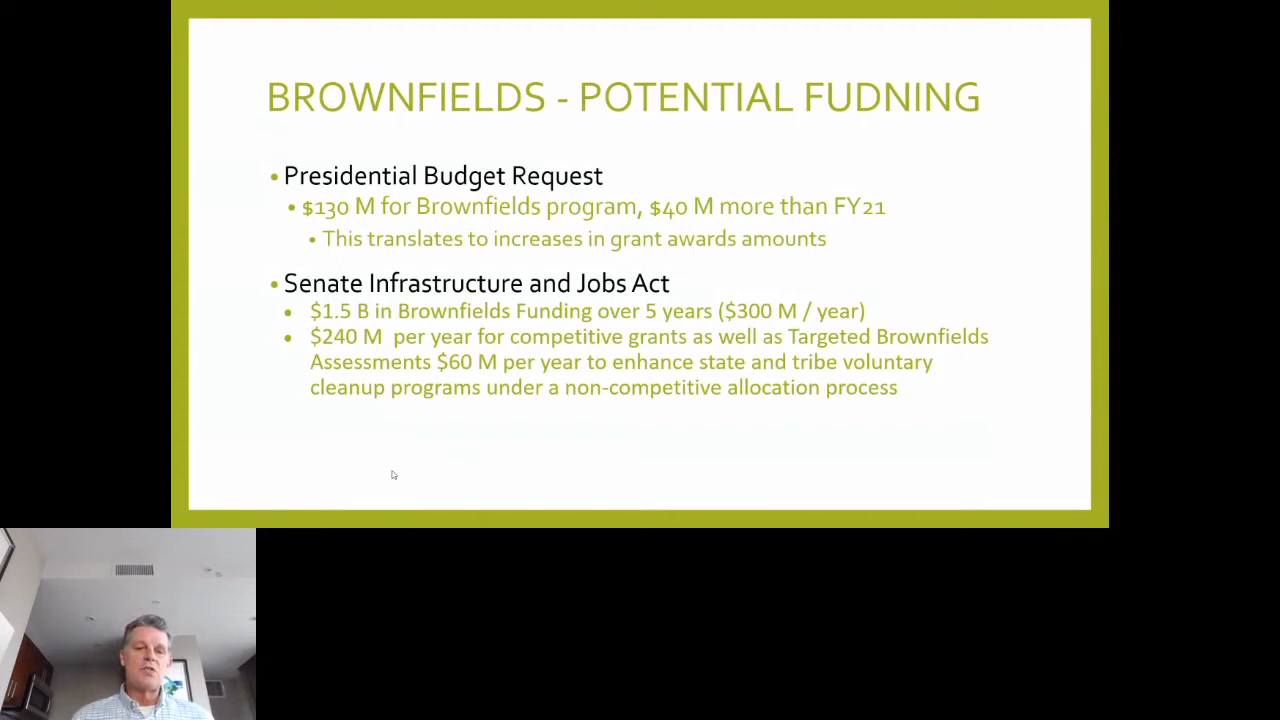 BROWNFIELDS - POTENTIAL FUDNING
• Presidential Budget Request
• $130 M for Brownfields program, $40 M more than FY21
• This translates to increases in grant awards amounts
• Senate Infrastructure and Jobs Act
• $1.5 B in Brownfields Funding over 5 years ($300 M / year)
• $240 M  per year for competitive grants as well as Targeted Brownfields
Assessments $60 M per year to enhance state and tribe voluntary
cleanup programs under a non-competitive allocation process